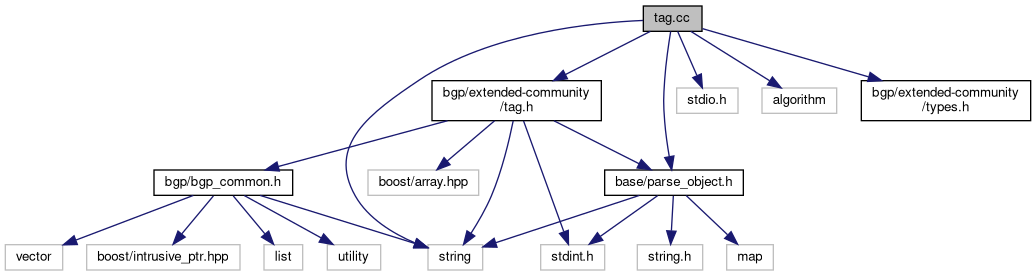 tag.cc
bgp/extended-community
/tag.h
stdio.h
algorithm
bgp/extended-community
/types.h
bgp/bgp_common.h
boost/array.hpp
base/parse_object.h
vector
boost/intrusive_ptr.hpp
list
utility
string
stdint.h
string.h
map